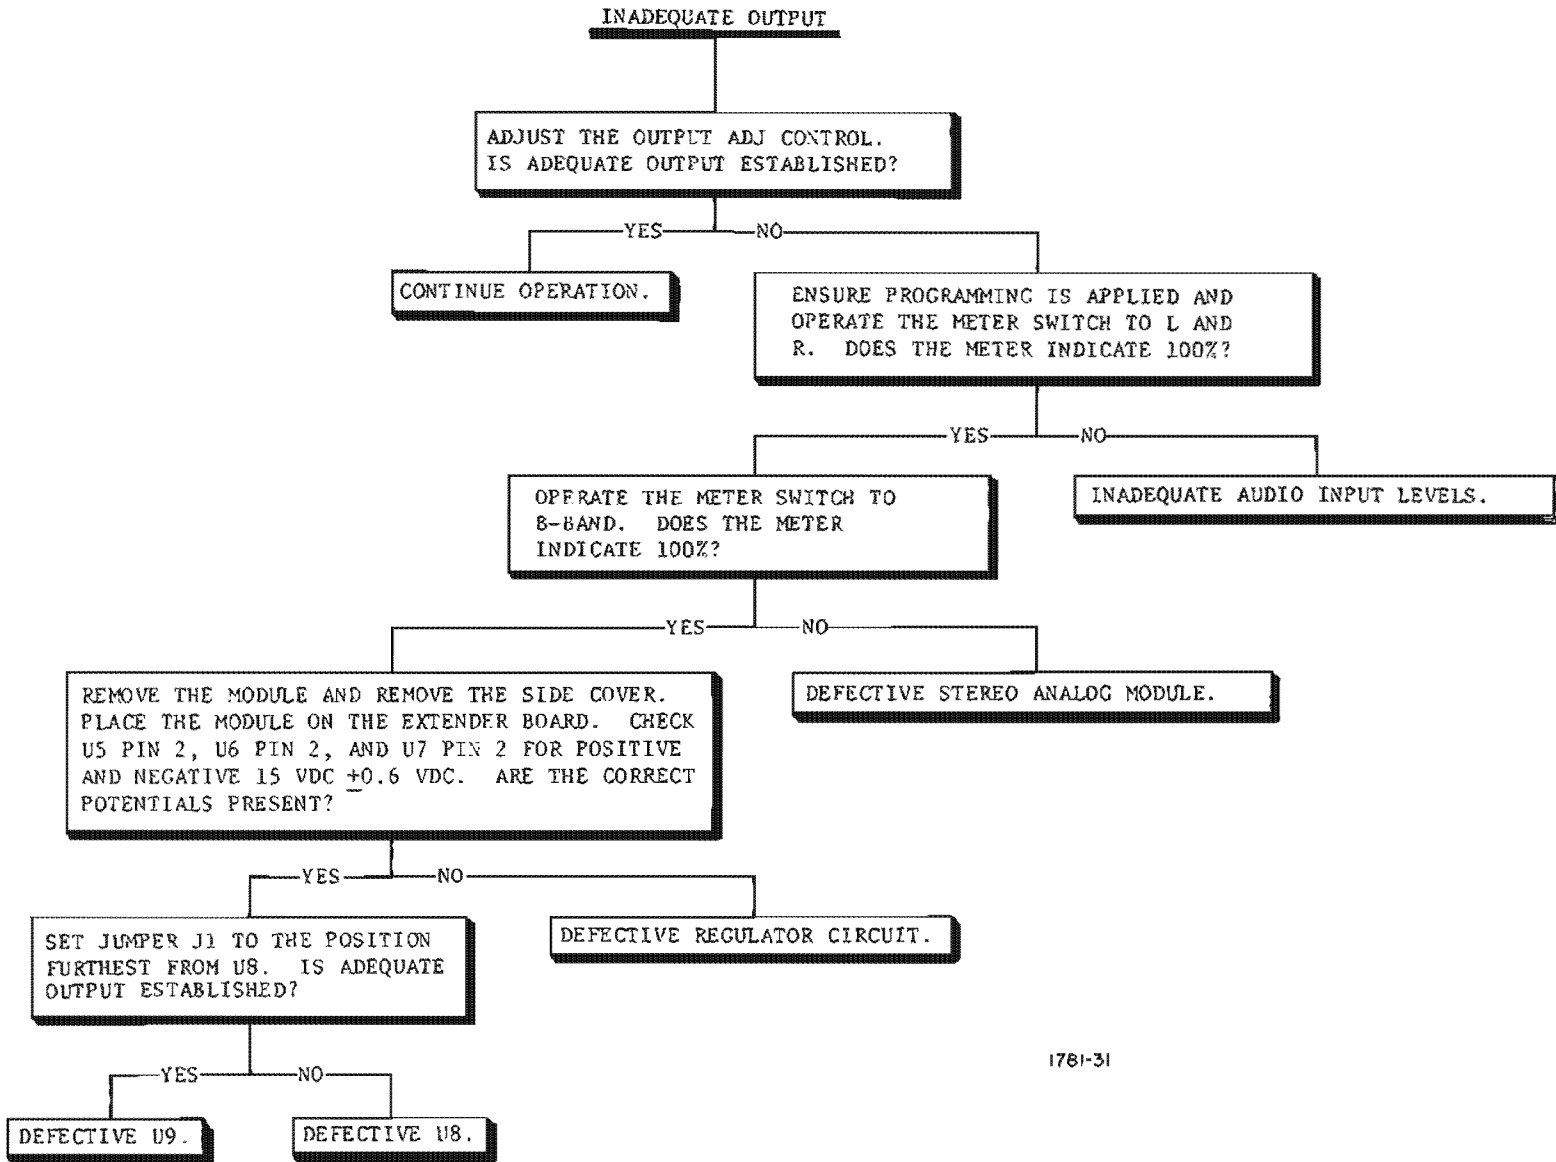 INADEQUATE OUTPUT
ADJUST THE OUTPUT ADJ CONTROL.
IS ADEQUATE OUTPUT ESTABLISHED?
YES
NO
CONTINUE OPERATION.
ENSURE PROGRAMMING IS APPLIED AND
OPERATE THE METER SWITCH TO L AND
R. DOES THE METER INDICATE 100%?
YES
NO
OPERATE THE METER SWITCH TO
B-BAND. DOES THE METER
INDICATE 100%?
INADEQUATE AUDIO INPUT LEVELS.
YES
NO
REMOVE THE MODULE AND REMOVE THE SIDE COVER.
PLACE THE MODULE ON THE EXTENDER BOARD. CHECK
U5 PIN 2, U6 PIN 2, AND U7 PIN 2 FOR POSITIVE
AND NEGATIVE 15 VDC ±0.6 VDC. ARE THE CORRECT
POTENTIALS PRESENT?
DEFECTIVE STEREO ANALOG MODULE.
YES
NO
SET JUMPER J1 TO THE POSITION
FURTHEST FROM U8. IS ADEQUATE
OUTPUT ESTABLISHED?
DEFECTIVE REGULATOR CIRCUIT.
YES
NO
DEFECTIVE U9.
DEFECTIVE U8.
1781-31